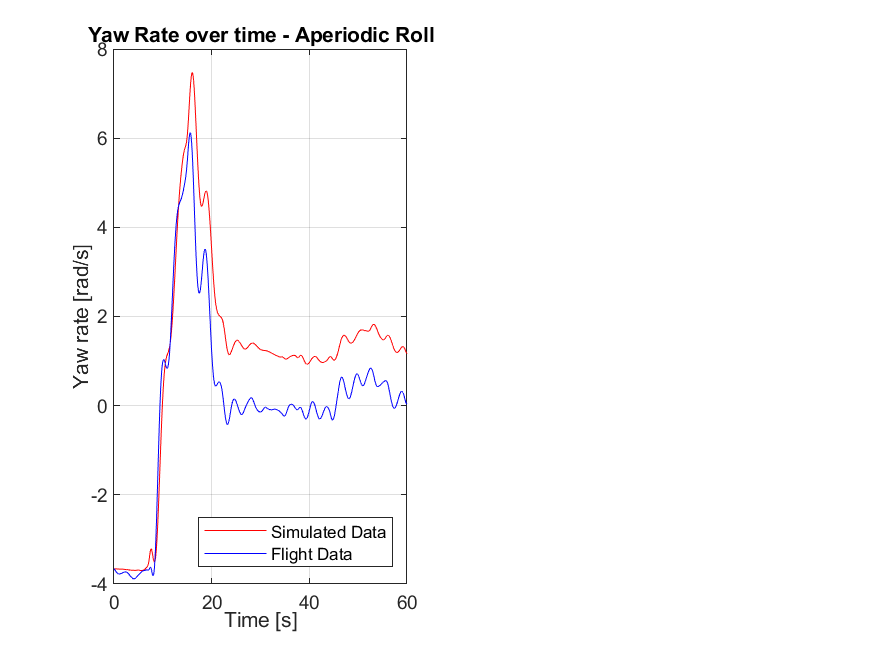 Yaw Rate over time - Aperiodic Roll
8
6
4
2
0
-2
-4
Yaw rate [rad/s]
Simulated Data
Flight Data
0 20 40 60
Time [s]